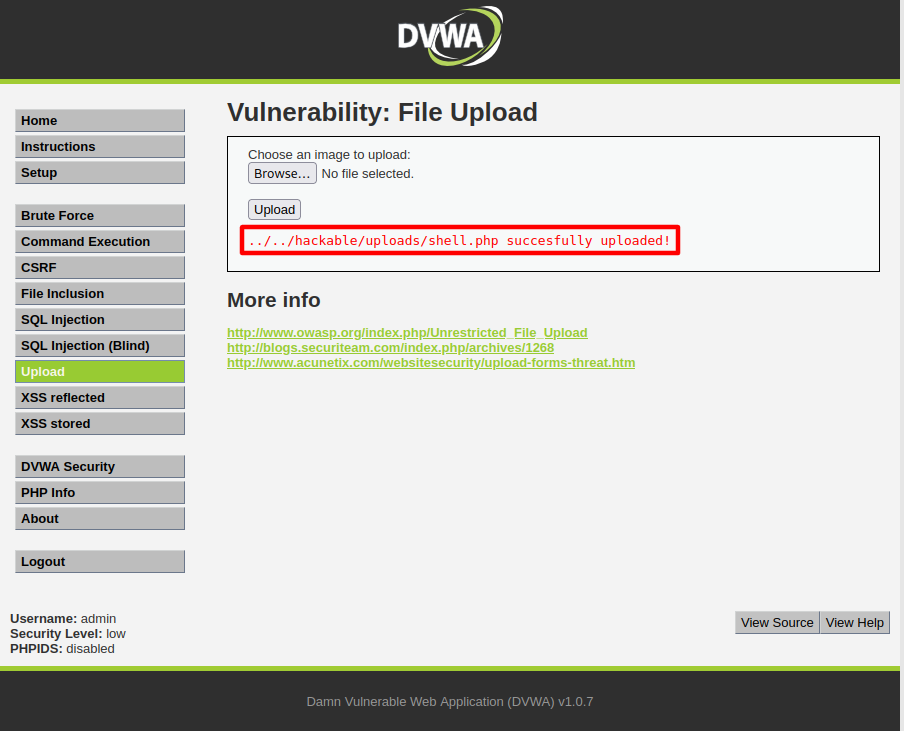 DVWA
Home
Instructions
Setup
Brute Force
Command Execution
CSRF
File Inclusion
SQL Injection
SQL Injection (Blind)
Upload
XSS reflected
XSS stored
DVWA Security
PHP Info
About
Logout
Vulnerability: File Upload
Choose an image to upload:
Browse... No file selected.
Upload
../../hackable/uploads/shell.php succesfully uploaded!
More info
http://www.owasp.org/index.php/Unrestricted_File_Upload
http://blogs.securiteam.com/index.php/archives/1268
http://www.acunetix.com/websitesecurity/upload-forms-threat.htm
Username: admin
Security Level: low
PHPIDS: disabled
View Source View Help
Damn Vulnerable Web Application (DVWA) v1.0.7